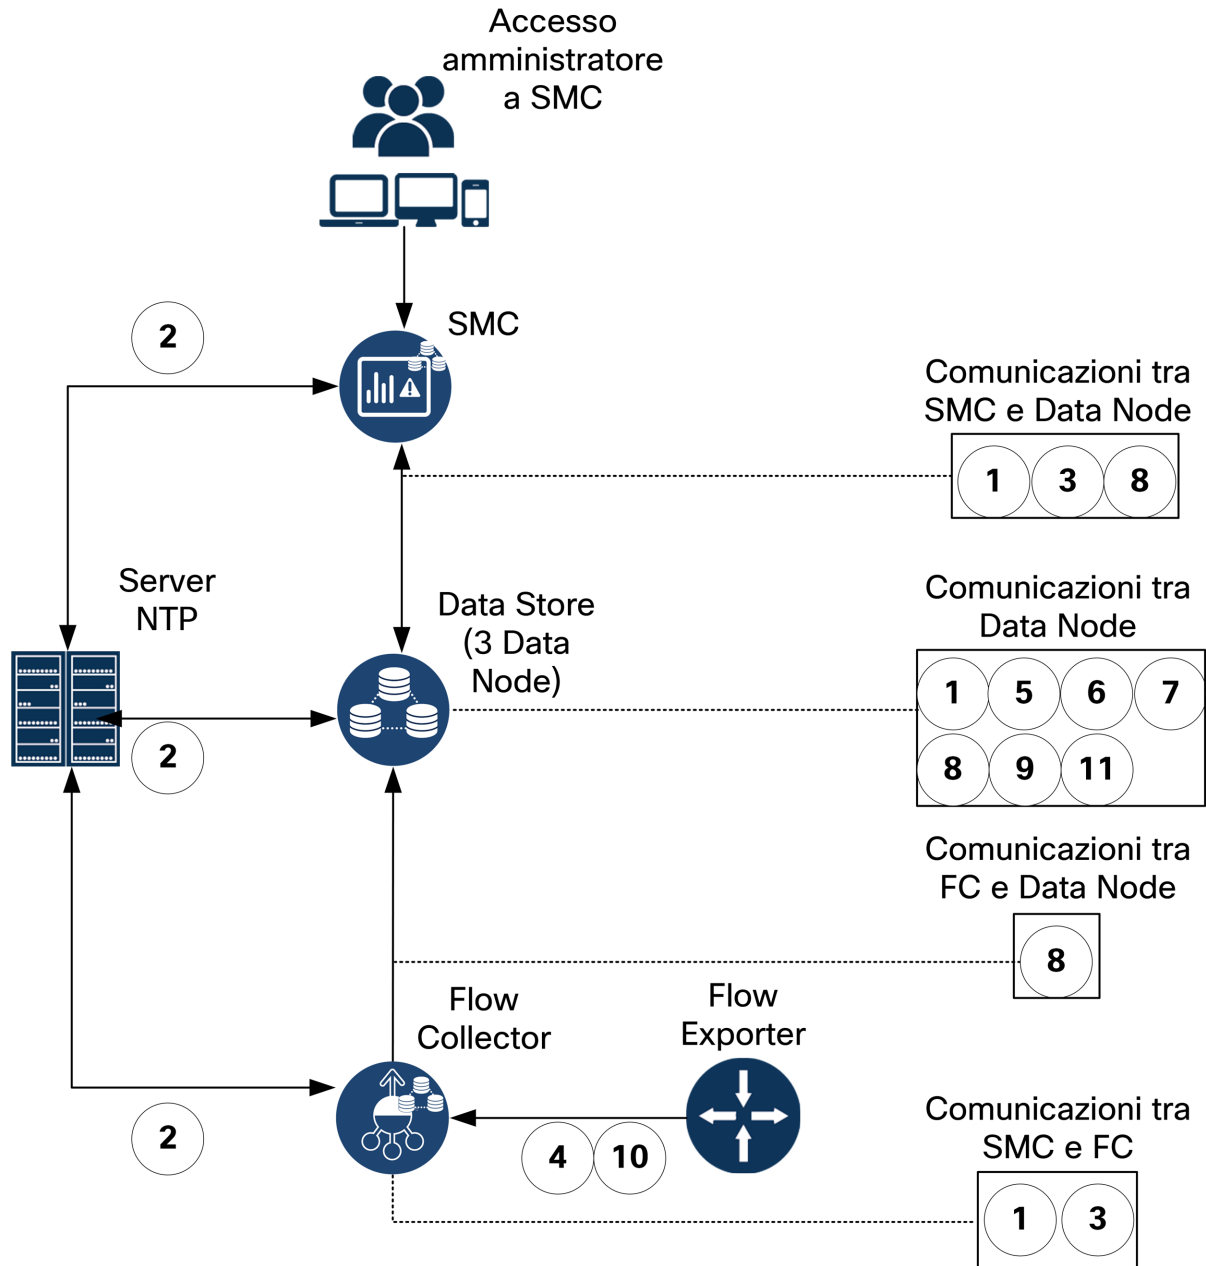 Accesso
amministratore
a SMC
SMC
2
Comunicazioni tra
SMC e Data Node
1 3 8
Server
NTP
Data Store
(3 Data
Node)
2
Comunicazioni tra
Data Node
1 5 6 7
8 9 11
Comunicazioni tra
FC e Data Node
8
Flow
Collector
Flow
Exporter
2
4 10
Comunicazioni tra
SMC e FC
1 3